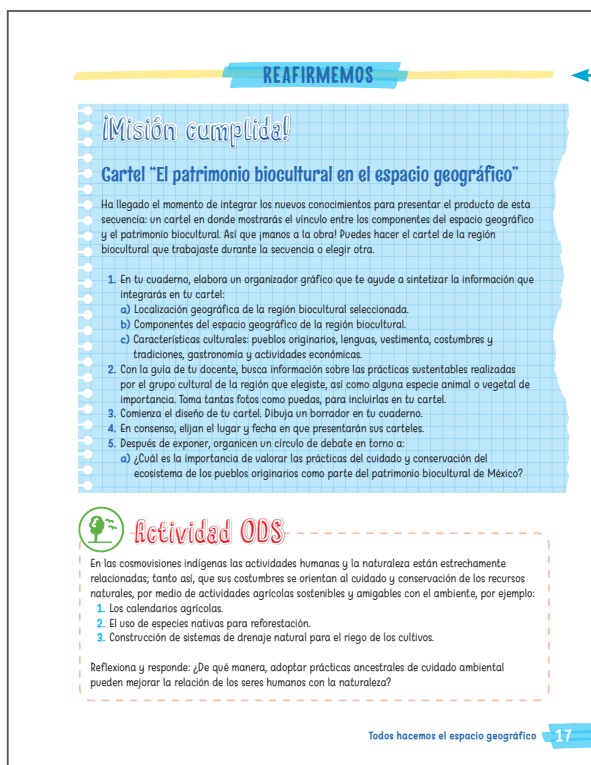 REAFIRMEMOS
¡Misión cumplida!
Cartel "El patrimonio biocultural en el espacio geográfico"
Ha llegado el momento de integrar los nuevos conocimientos para presentar el producto de esta
secuencia: un cartel en donde mostrarás el vínculo entre los componentes del espacio geográfico
y el patrimonio biocultural. Así que ¡manos a la obra! Puedes hacer el cartel de la región
biocultural que trabajaste durante la secuencia o elegir otra.
1. En tu cuaderno, elabora un organizador gráfico que te ayude a sintetizar la información que
integrarás en tu cartel:
a) Localización geográfica de la región biocultural seleccionada.
b) Componentes del espacio geográfico de la región biocultural.
c) Características culturales: pueblos originarios, lenguas, vestimenta, costumbres y
tradiciones, gastronomía y actividades económicas.
2. Con la guía de tu docente, busca información sobre las prácticas sustentables realizadas
por el grupo cultural de la región que elegiste, así como alguna especie animal o vegetal de
importancia. Toma tantas fotos como puedas, para incluirlas en tu cartel.
3. Comienza el diseño de tu cartel. Dibuja un borrador en tu cuaderno.
4. En consenso, elijan el lugar y fecha en que presentarán sus carteles.
5. Después de exponer, organicen un círculo de debate en torno a:
a) ¿Cuál es la importancia de valorar las prácticas del cuidado y conservación del
ecosistema de los pueblos originarios como parte del patrimonio biocultural de México?
Actividad ODS
En las cosmovisiones indígenas las actividades humanas y la naturaleza están estrechamente
relacionadas; tanto así, que sus costumbres se orientan al cuidado y conservación de los recursos
naturales, por medio de actividades agrícolas sostenibles y amigables con el ambiente, por ejemplo:
1. Los calendarios agrícolas.
2. El uso de especies nativas para reforestación.
3. Construcción de sistemas de drenaje natural para el riego de los cultivos.
Reflexiona y responde: ¿De qué manera, adoptar prácticas ancestrales de cuidado ambiental
pueden mejorar la relación de los seres humanos con la naturaleza?
Todos hacemos el espacio geográfico 17